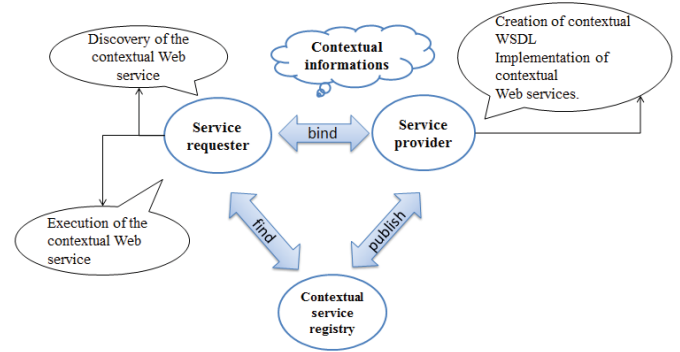 Discovery of the
contextual Web
service
Contextual
informations
Creation of contextual
WSDL
Implementation of
contextual
Web services.
Service
requester
bind
Service
provider
Execution of the
contextual Web
service
find
publish
Contextual
service
registry